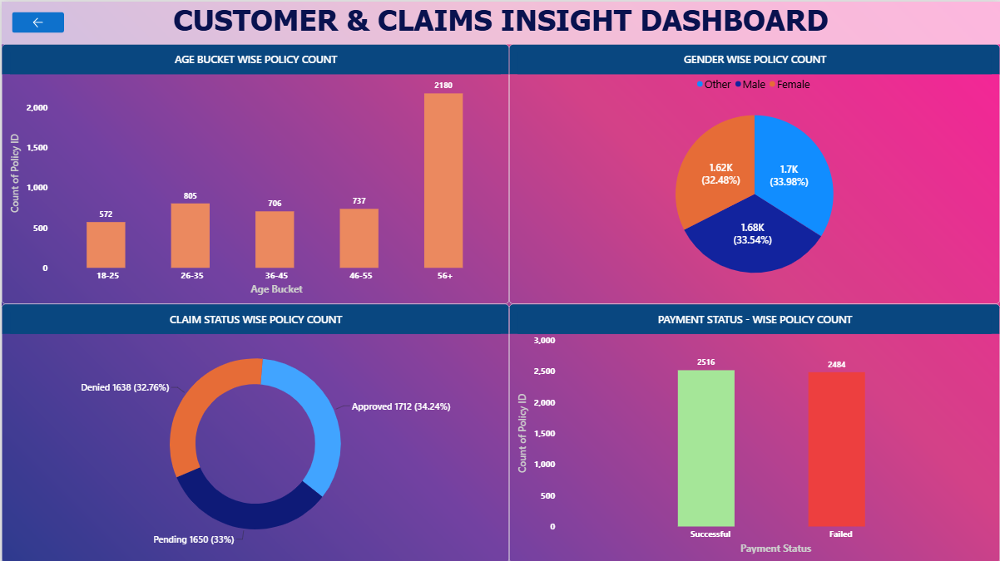 CUSTOMER & CLAIMS INSIGHT DASHBOARD
AGE BUCKET WISE POLICY COUNT
Count of Policy ID
2,000
1,500
1,000
500
0
572
805
706
737
2180
18-25
26-35
36-45
46-55
56+
Age Bucket
GENDER WISE POLICY COUNT
Other Male Female
1.62K
(32.48%)
1.7K
(33.98%)
1.68K
(33.54%)
CLAIM STATUS WISE POLICY COUNT
Denied 1638 (32.76%)
Approved 1712 (34.24%)
Pending 1650 (33%)
PAYMENT STATUS - WISE POLICY COUNT
Count of Policy ID
3,000
2,500
2,000
1,500
1,000
500
0
2516
2484
Successful
Failed
Payment Status